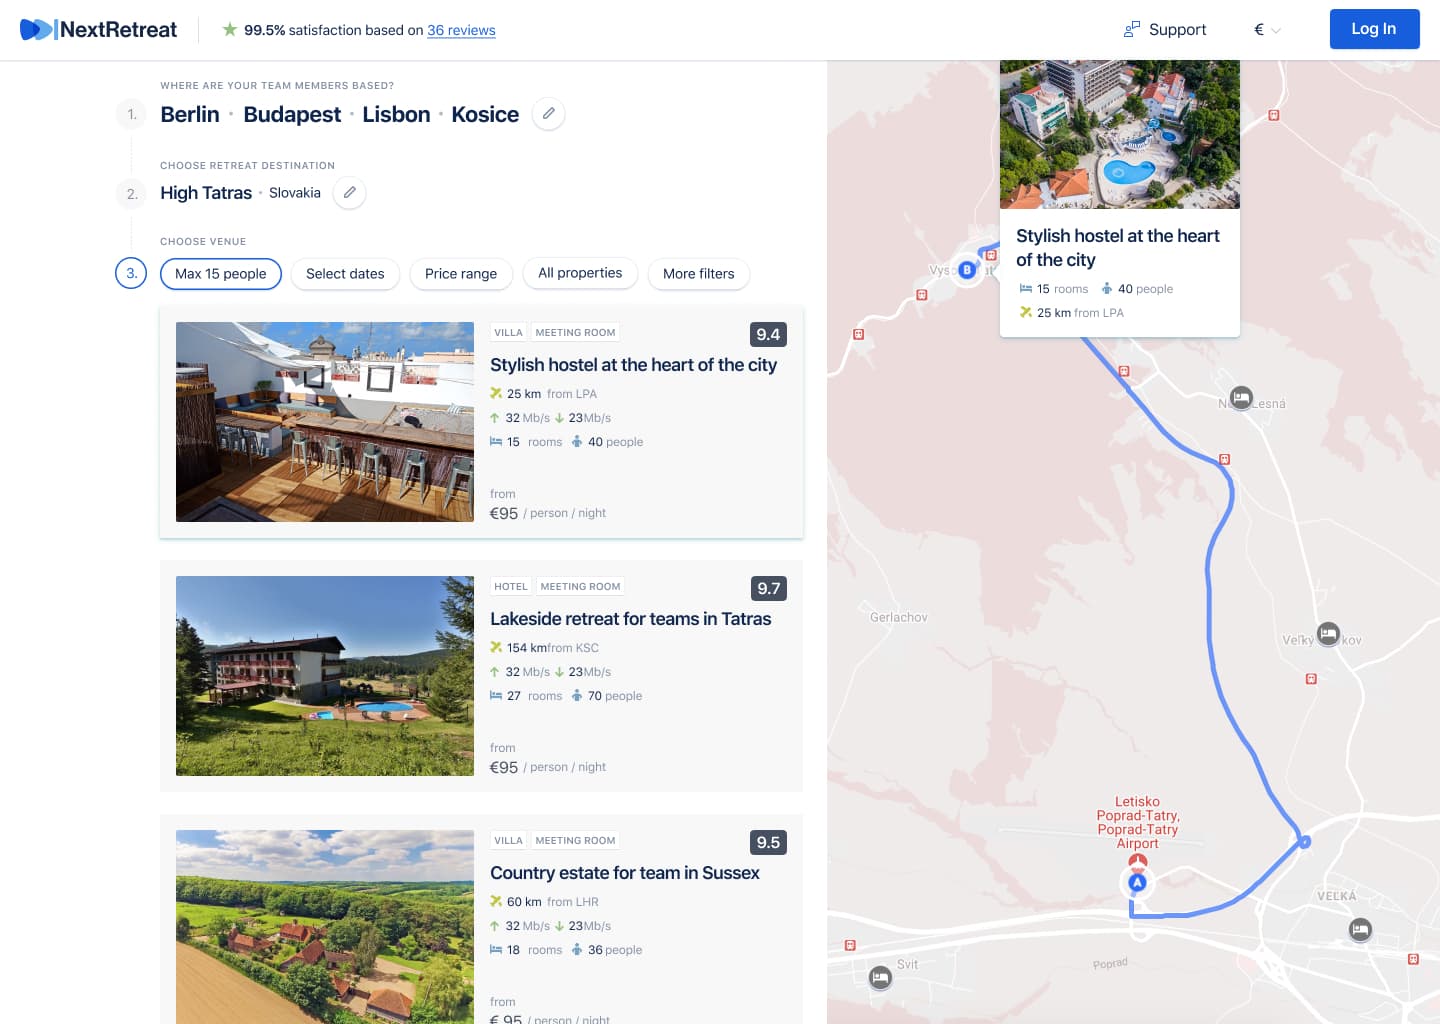 NextRetreat
99.5% satisfaction based on 36 reviews
Support
€
Log In
WHERE ARE YOUR TEAM MEMBERS BASED?
1.
Berlin · Budapest · Lisbon · Kosice
CHOOSE RETREAT DESTINATION
2.
High Tatras · Slovakia
CHOOSE VENUE
3.
Max 15 people
Select dates
Price range
All properties
More filters
VILLA
MEETING ROOM
9.4
Stylish hostel at the heart of the city
25 km from LPA
32 Mb/s 23Mb/s
15 rooms 40 people
from
€95 / person / night
HOTEL
MEETING ROOM
9.7
Lakeside retreat for teams in Tatras
154 km from KSC
32 Mb/s 23Mb/s
27 rooms 70 people
from
€95 / person / night
VILLA
MEETING ROOM
9.5
Country estate for team in Sussex
60 km from LHR
32 Mb/s 23Mb/s
18 rooms 36 people
from
€ 95 / person / night
Stylish hostel at the heart
of the city
15 rooms 40 people
25 km from LPA
B
Gerlachov
Letisko
Poprad-Tatry,
Poprad-Tatry
Airport
A
VEĽKÁ
Svit
Poprad